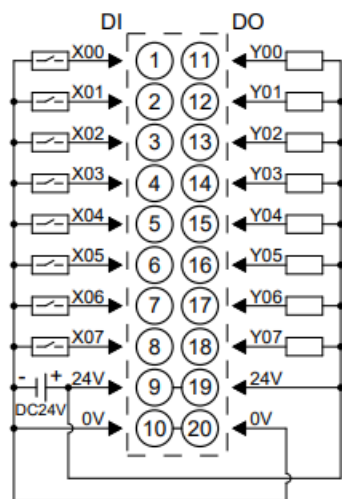 DI DO
X00 1 11 Y00
X01 2 12 Y01
X02 3 13 Y02
X03 4 14 Y03
X04 5 15 Y04
X05 6 16 Y05
X06 7 17 Y06
X07 8 18 Y07
- + 24V 9 19 24V
DC24V
0V 10 20 0V